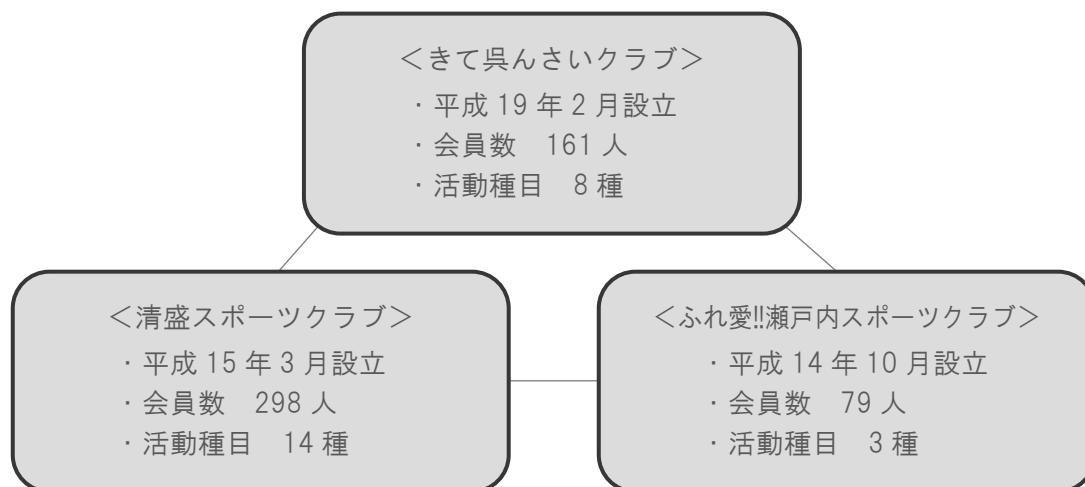 ＜きて呉んさいクラブ＞
・平成 19 年 2 月設立
・会員数　161 人
・活動種目　8 種
＜清盛スポーツクラブ＞
・平成 15 年 3 月設立
・会員数　298 人
・活動種目　14 種
＜ふれ愛!!瀬戸内スポーツクラブ＞
・平成 14 年 10 月設立
・会員数　79 人
・活動種目　3 種